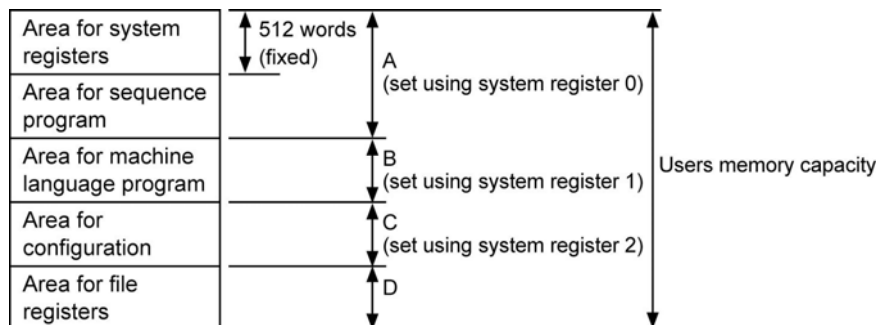 Area for system
registers
512 words
(fixed)
A
(set using system register 0)
Area for sequence
program
Area for machine
language program
B
(set using system register 1)
Users memory capacity
Area for
configuration
C
(set using system register 2)
Area for file
registers
D